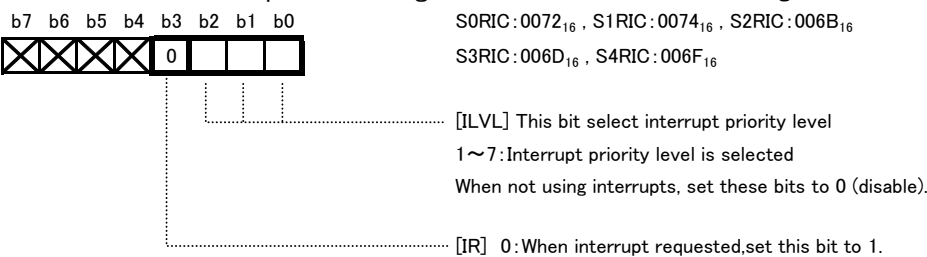 b7 b6 b5 b4 b3 b2 b1 b0
S0RIC:0072₁₆ , S1RIC:0074₁₆ , S2RIC:006B₁₆
0
S3RIC:006D₁₆ , S4RIC:006F₁₆
[ILVL] This bit select interrupt priority level
1～7:Interrupt priority level is selected
When not using interrupts, set these bits to 0 (disable).
[IR] 0:When interrupt requested,set this bit to 1.